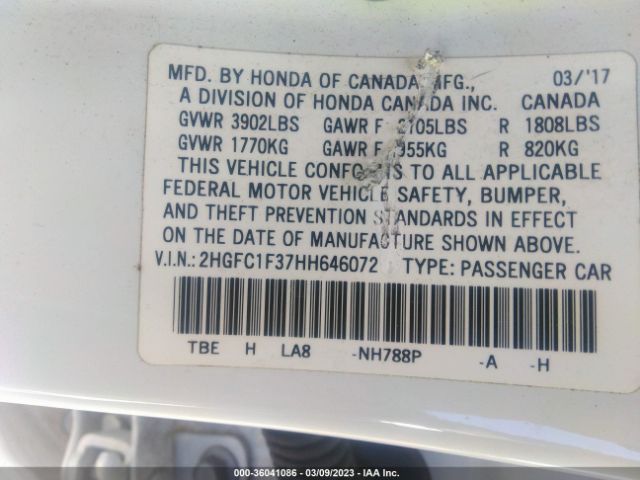 MFD. BY HONDA OF CANADA MFG., 03/'17
A DIVISION OF HONDA CANADA INC. CANADA
GVWR 3902LBS GAWR F 105LBS R 1808LBS
GVWR 1770KG GAWR F 955KG R 820KG
THIS VEHICLE CONFORMS TO ALL APPLICABLE
FEDERAL MOTOR VEHICLE SAFETY, BUMPER,
AND THEFT PREVENTION STANDARDS IN EFFECT
ON THE DATE OF MANUFACTURE SHOWN ABOVE.
V.I.N.: 2HGFC1F37HH646072 TYPE: PASSENGER CAR
TBE H LA8 -NH788P -A -H
000-36041086 — 03/09/2023 — IAA Inc.